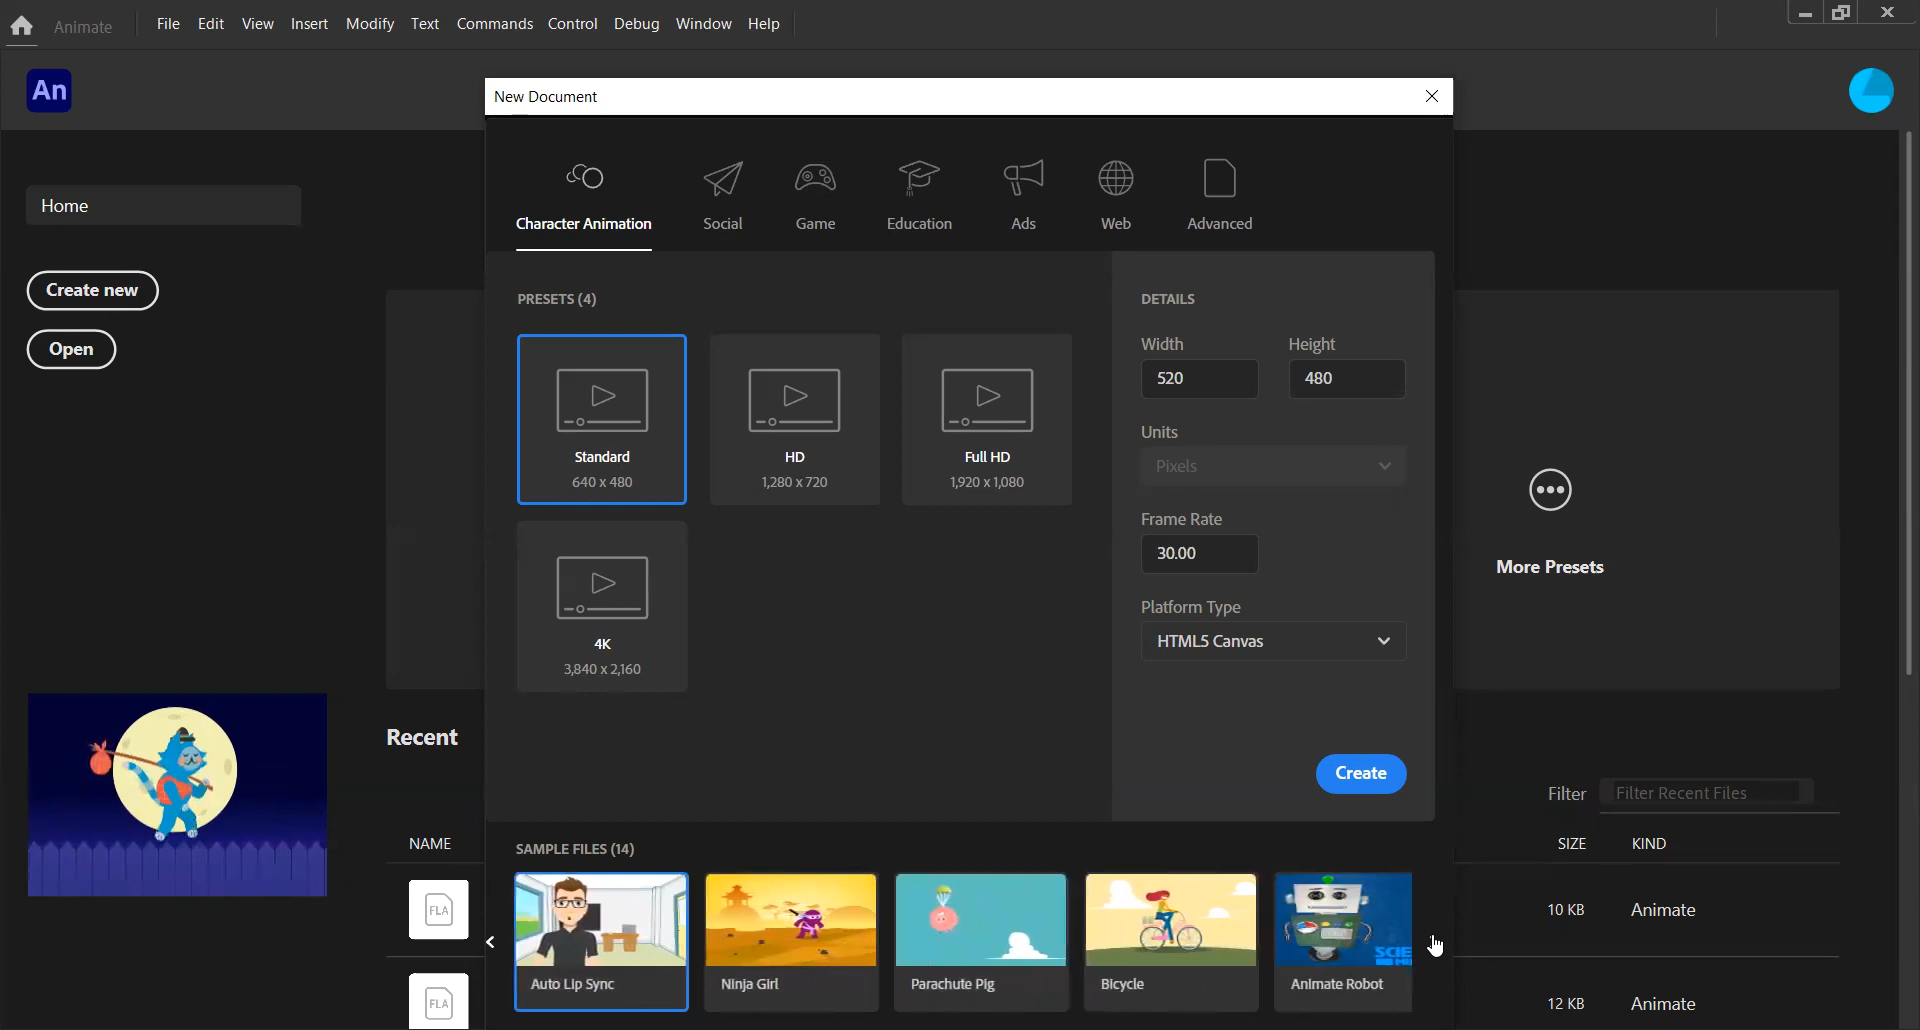 Animate File Edit View Insert Modify Text Commands Control Debug Window Help
An
New Document
Home
Create new
Open
Character Animation Social Game Education Ads Web Advanced
PRESETS (4)
Standard
640 x 480
HD
1,280 x 720
Full HD
1,920 x 1,080
4K
3,840 x 2,160
DETAILS
Width Height
520 480
Units
Pixels
Frame Rate
30.00
Platform Type
HTML5 Canvas
Create
More Presets
Recent
Filter Filter Recent Files
NAME SIZE KIND
FLA 10 KB Animate
FLA 12 KB Animate
SAMPLE FILES (14)
Auto Lip Sync
Ninja Girl
Parachute Pig
Bicycle
SCIE
Animate Robot